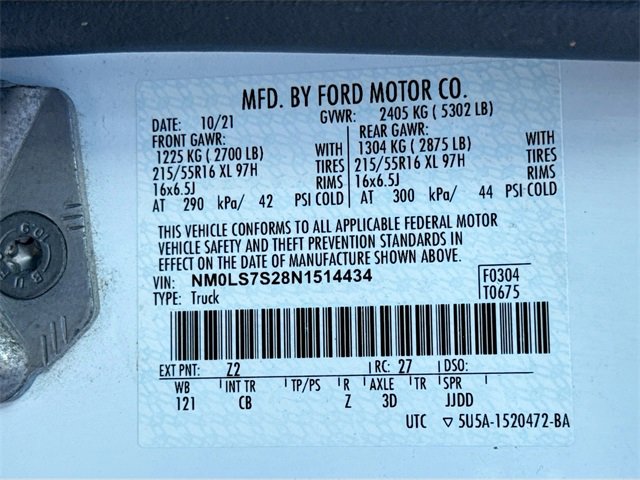 MFD. BY FORD MOTOR CO.
DATE: 10/21 GVWR: 2405 KG ( 5302 LB)
FRONT GAWR: REAR GAWR:
1225 KG ( 2700 LB) WITH 1304 KG ( 2875 LB) WITH
215/55R16 XL 97H TIRES 215/55R16 XL 97H TIRES
16x6.5J RIMS 16x6.5J RIMS
AT 290 kPa/ 42 PSI COLD AT 300 kPa/ 44 PSI COLD
THIS VEHICLE CONFORMS TO ALL APPLICABLE FEDERAL MOTOR
VEHICLE SAFETY AND THEFT PREVENTION STANDARDS IN
EFFECT ON THE DATE OF MANUFACTURE SHOWN ABOVE.
VIN: NM0LS7S28N1514434 F0304
TYPE: Truck T0675
EXT PNT: Z2 RC: 27 DSO:
WB INT TR TP/PS R AXLE TR SPR
121 CB Z 3D JJDD
UTC ▽ 5U5A-1520472-BA